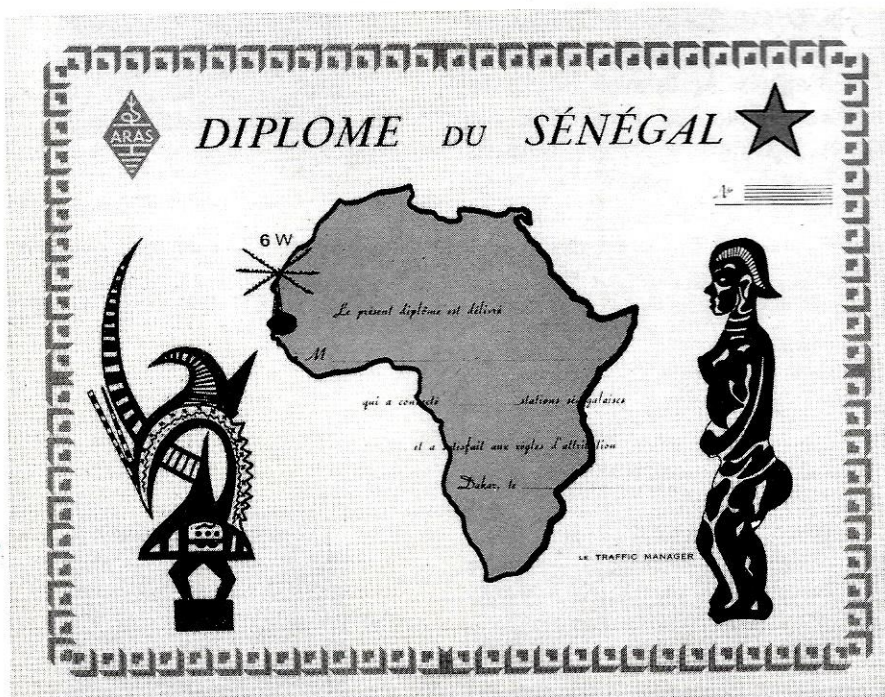 ARAS
DIPLOME DU SÉNÉGAL
Nº
6 W
Le présent diplôme est délivré
à M
qui a contacté stations sénégalaises
et a satisfait aux règles d'attribution
Dakar, le
LE TRAFFIC MANAGER